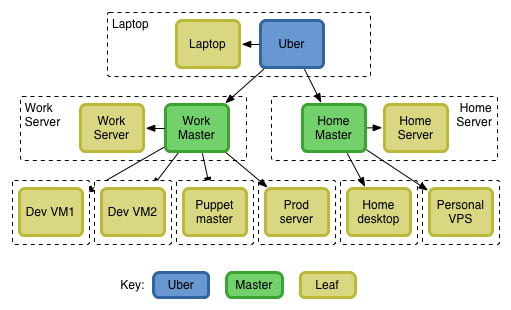 Laptop
Laptop
Uber
Work
Server
Work
Server
Work
Master
Home
Master
Home
Server
Home
Server
Dev VM1
Dev VM2
Puppet
master
Prod
server
Home
desktop
Personal
VPS
Key:
Uber
Master
Leaf